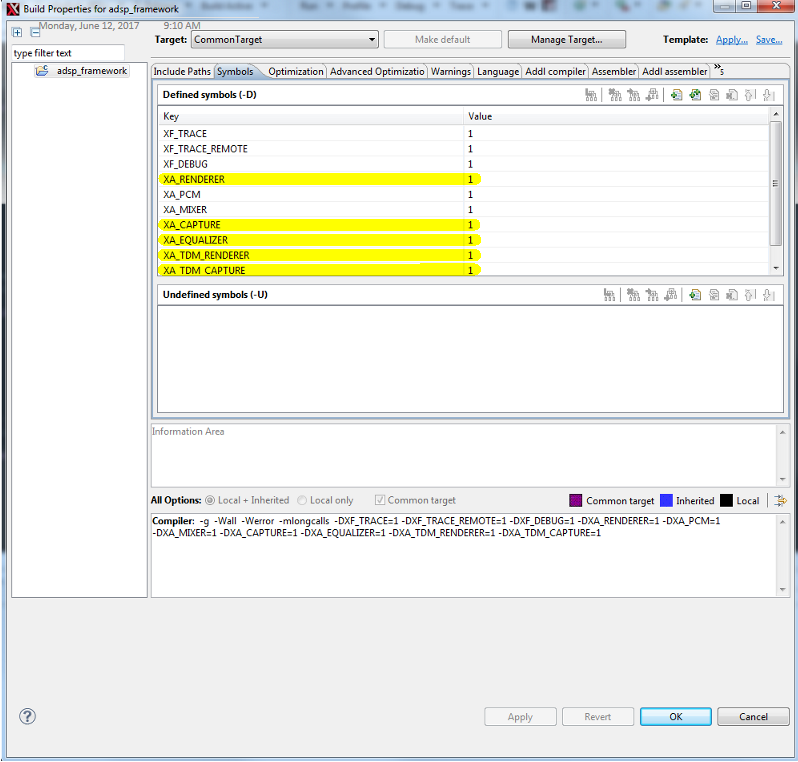 Build Properties for adsp_framework
Monday, June 12, 2017 9:10 AM
Target: CommonTarget Make default Manage Target... Template: Apply... Save...
type filter text
adsp_framework
Include Paths Symbols Optimization Advanced Optimizatio Warnings Language Addl compiler Assembler Addl assembler »5
Defined symbols (-D)
Key Value
XF_TRACE 1
XF_TRACE_REMOTE 1
XF_DEBUG 1
XA_RENDERER 1
XA_PCM 1
XA_MIXER 1
XA_CAPTURE 1
XA_EQUALIZER 1
XA_TDM_RENDERER 1
XA_TDM_CAPTURE 1
Undefined symbols (-U)
Information Area
All Options: Local + Inherited Local only Common target Common target Inherited Local
Compiler: -g -Wall -Werror -mlongcalls -DXF_TRACE=1 -DXF_TRACE_REMOTE=1 -DXF_DEBUG=1 -DXA_RENDERER=1 -DXA_PCM=1
-DXA_MIXER=1 -DXA_CAPTURE=1 -DXA_EQUALIZER=1 -DXA_TDM_RENDERER=1 -DXA_TDM_CAPTURE=1
Apply Revert OK Cancel